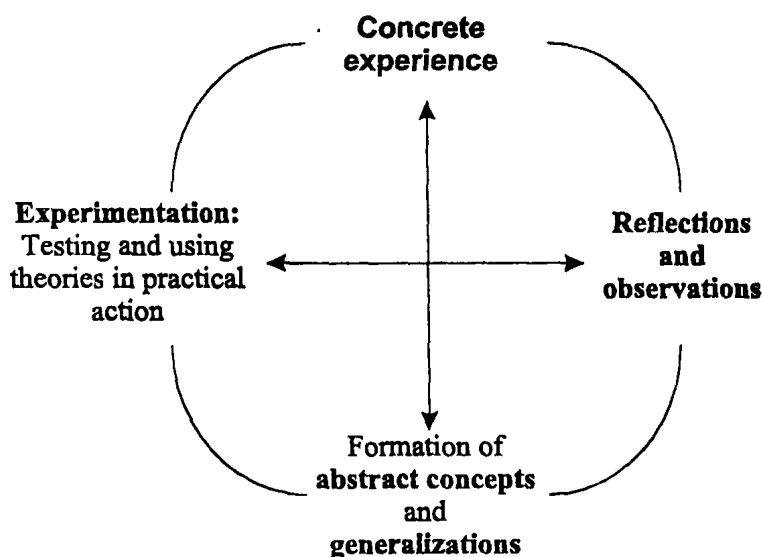 Concrete
experience
Experimentation:
Testing and using
theories in practical
action
Reflections
and
observations
Formation of
abstract concepts
and
generalizations